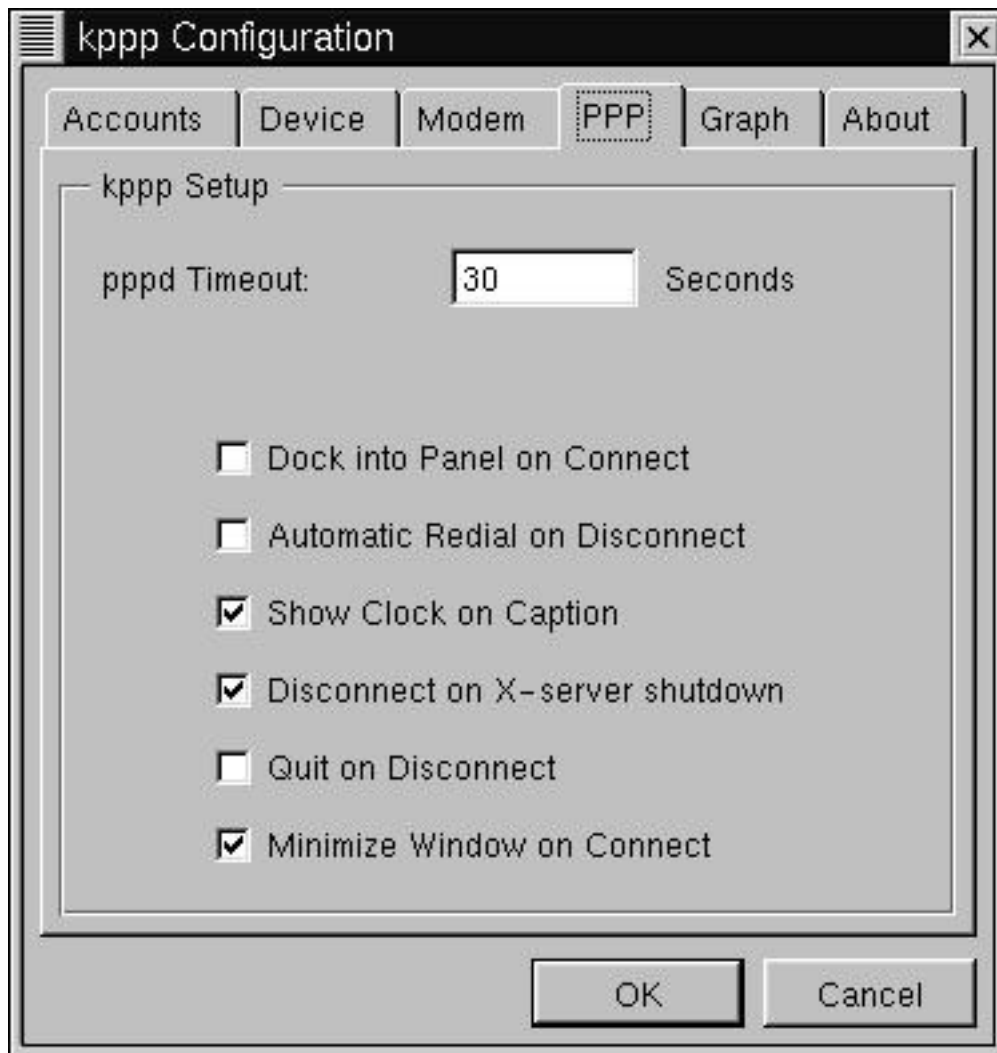 kppp Configuration
Accounts Device Modem PPP Graph About
kppp Setup
pppd Timeout: 30 Seconds
Dock into Panel on Connect
Automatic Redial on Disconnect
Show Clock on Caption
Disconnect on X-server shutdown
Quit on Disconnect
Minimize Window on Connect
OK Cancel